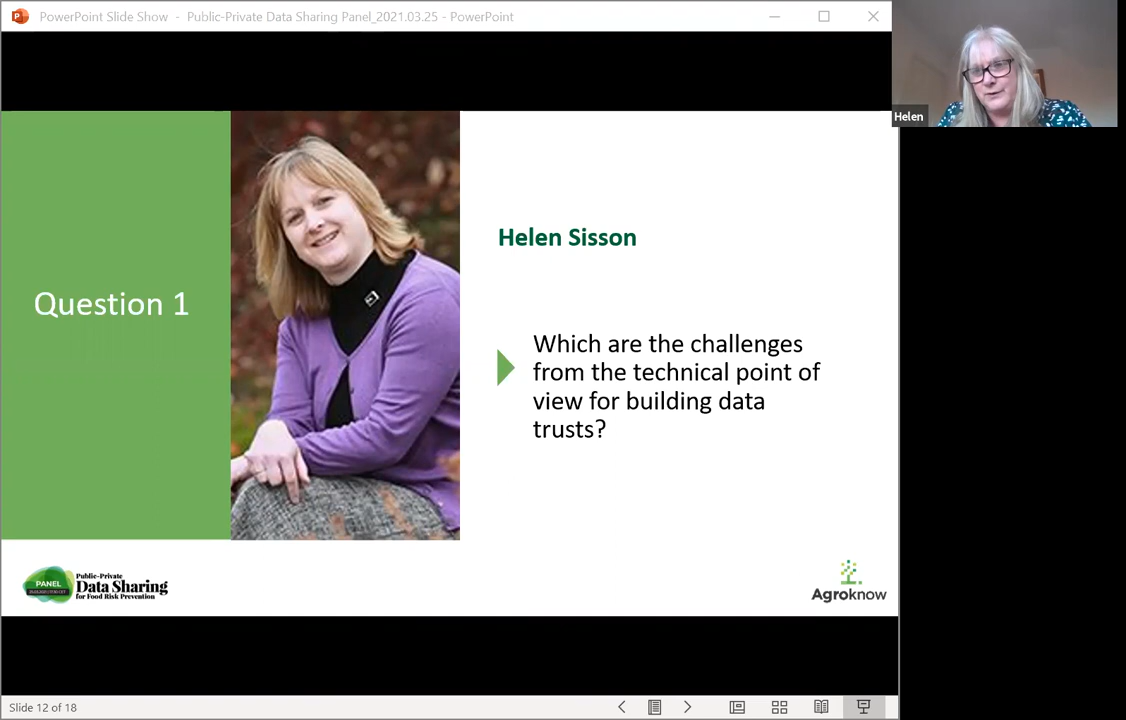 PowerPoint Slide Show - Public-Private Data Sharing Panel_2021.03.25 - PowerPoint
Helen
Helen Sisson
Question 1
Which are the challenges
from the technical point of
view for building data
trusts?
PANEL
Public-Private
Data Sharing
for Food Risk Prevention
Agroknow
Slide 12 of 18